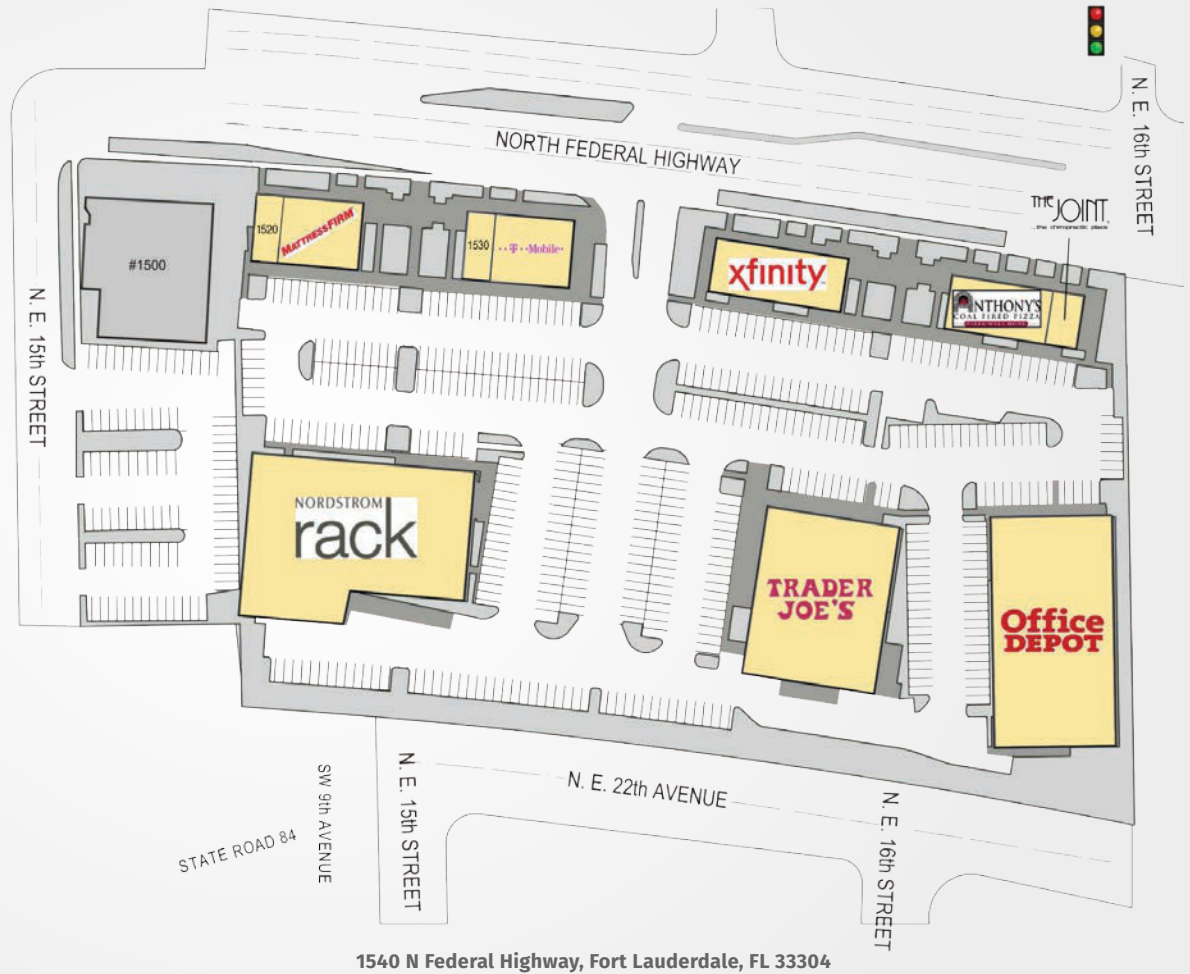 N. E. 16th STREET
NORTH FEDERAL HIGHWAY
THE JOINT
...the chiropractic place
1520
MATTRESSFIRM
1530
T··Mobile·
#1500
xfinity
ANTHONY'S
COAL FIRED PIZZA
N. E. 15th STREET
NORDSTROM
rack
TRADER
JOE'S
Office
DEPOT
N. E. 22th AVENUE
SW 9th AVENUE
N. E. 15th STREET
N. E. 16th STREET
STATE ROAD 84
1540 N Federal Highway, Fort Lauderdale, FL 33304